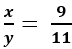 x/y = 9/11